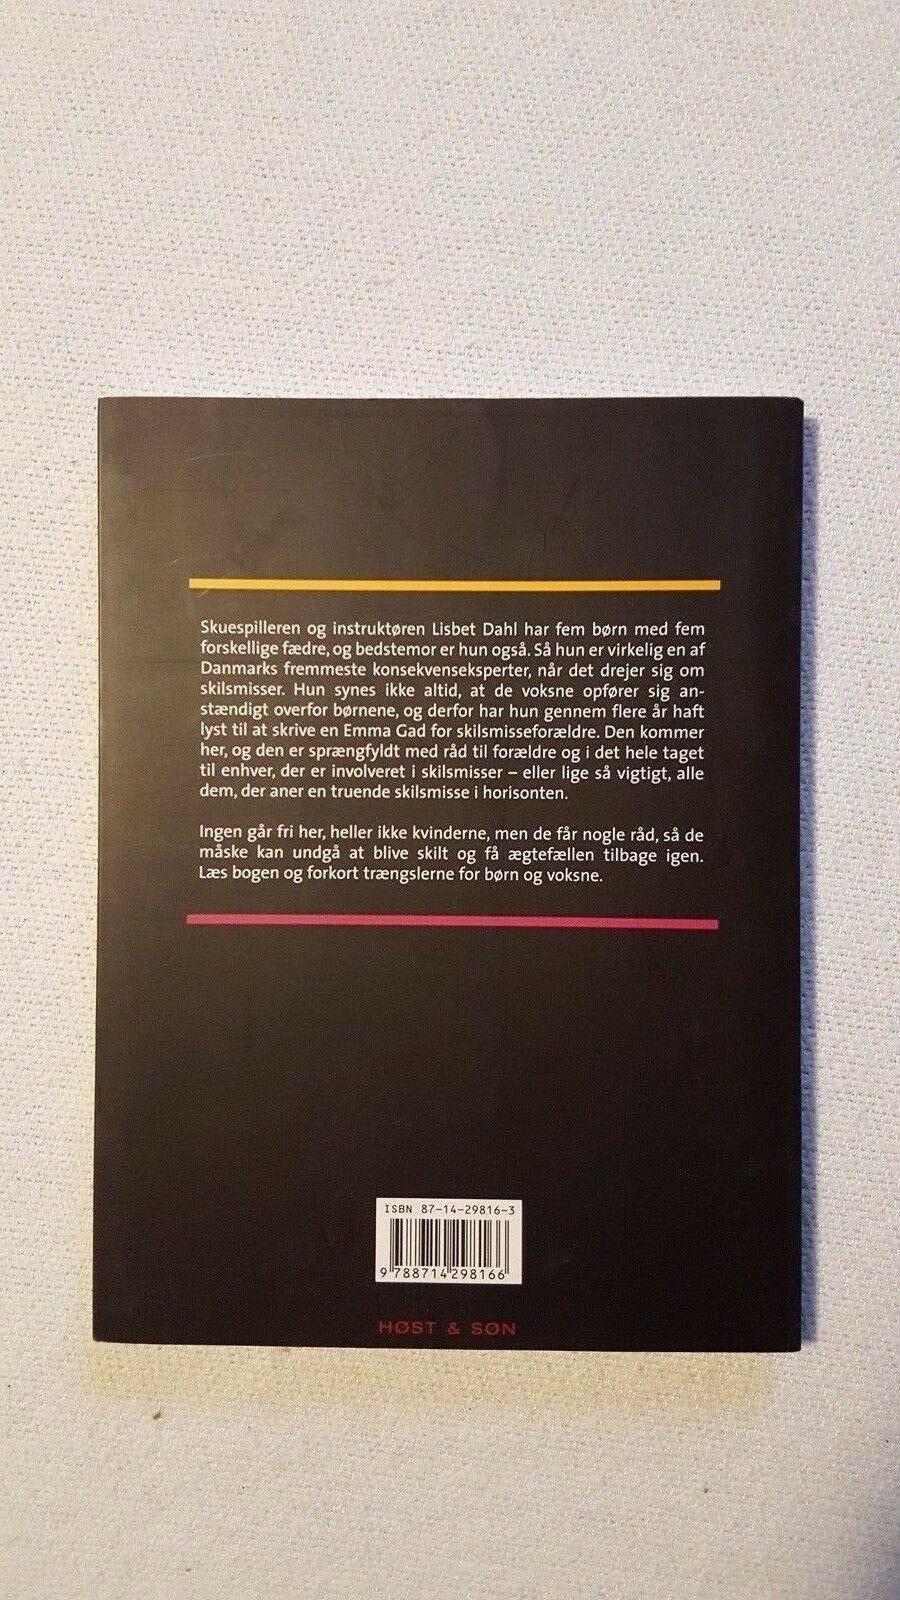 Skuespilleren og instruktøren Lisbet Dahl har fem børn med fem
forskellige fædre, og bedstemor er hun også. Så hun er virkelig en af
Danmarks fremmeste konsekvenseksperter, når det drejer sig om
skilsmisser. Hun synes ikke altid, at de voksne opfører sig an-
stændigt overfor børnene, og derfor har hun gennem flere år haft
lyst til at skrive en Emma Gad for skilsmisseforældre. Den kommer
her, og den er sprængfyldt med råd til forældre og i det hele taget
til enhver, der er involveret i skilsmisser – eller lige så vigtigt, alle
dem, der aner en truende skilsmisse i horisonten.
Ingen går fri her, heller ikke kvinderne, men de får nogle råd, så de
måske kan undgå at blive skilt og få ægtefællen tilbage igen.
Læs bogen og forkort trængslerne for børn og voksne.
ISBN 87-14-29816-3
9 788714 298166
HØST & SØN